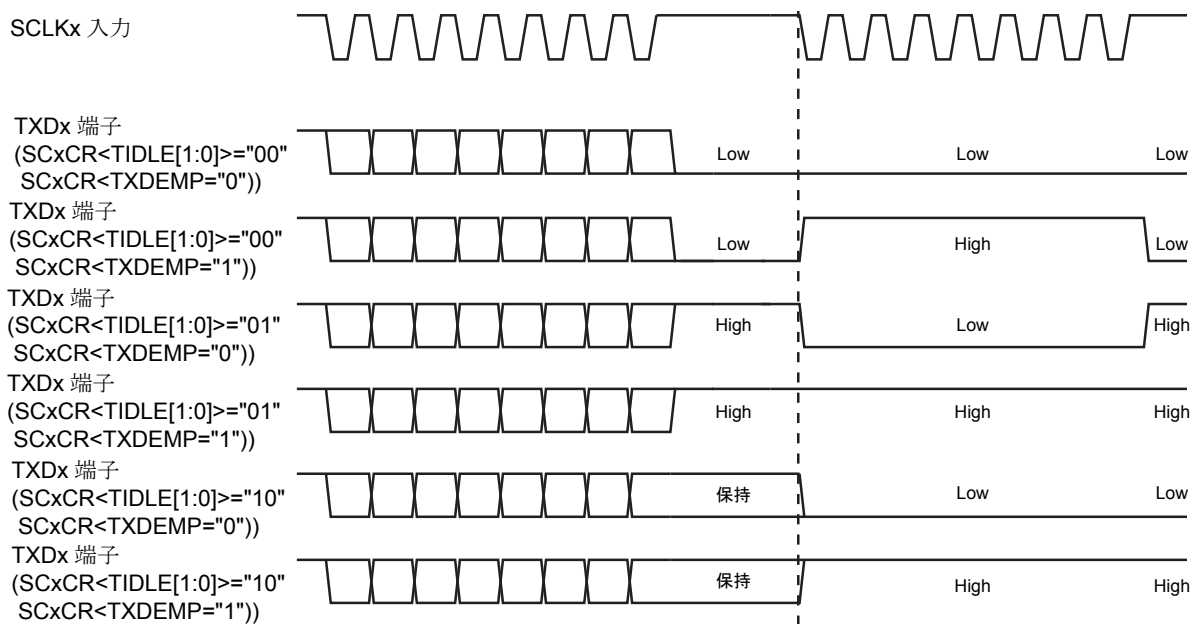 SCLKx 入力
TXDx 端子
(SCxCR<TIDLE[1:0]>="00"
SCxCR<TXDEMP="0"))
Low Low Low
TXDx 端子
(SCxCR<TIDLE[1:0]>="00"
SCxCR<TXDEMP="1"))
Low High Low
TXDx 端子
(SCxCR<TIDLE[1:0]>="01"
SCxCR<TXDEMP="0"))
High Low High
TXDx 端子
(SCxCR<TIDLE[1:0]>="01"
SCxCR<TXDEMP="1"))
High High High
TXDx 端子
(SCxCR<TIDLE[1:0]>="10"
SCxCR<TXDEMP="0"))
保持 Low Low
TXDx 端子
(SCxCR<TIDLE[1:0]>="10"
SCxCR<TXDEMP="1"))
保持 High High